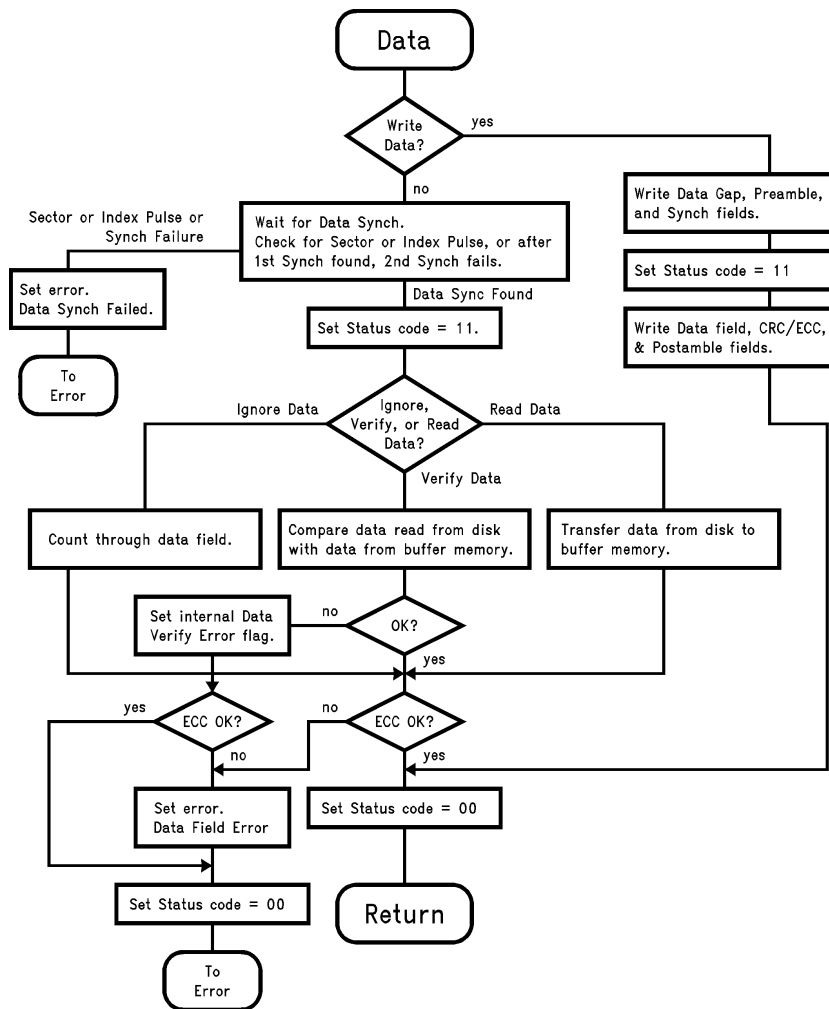 Data
Write
Data?
yes
no
Write Data Gap, Preamble,
and Synch fields.
Sector or Index Pulse or
Synch Failure
Wait for Data Synch.
Check for Sector or Index Pulse, or after
1st Synch found, 2nd Synch fails.
Set Status code = 11
Set error.
Data Synch Failed.
Data Sync Found
Set Status code = 11.
Write Data field, CRC/ECC,
& Postamble fields.
To
Error
Ignore Data
Ignore,
Verify, or Read
Data?
Read Data
Verify Data
Count through data field.
Compare data read from disk
with data from buffer memory.
Transfer data from disk to
buffer memory.
Set internal Data
Verify Error flag.
no
OK?
yes
yes
ECC OK?
no
no
ECC OK?
yes
Set error.
Data Field Error
Set Status code = 00
Set Status code = 00
Return
To
Error